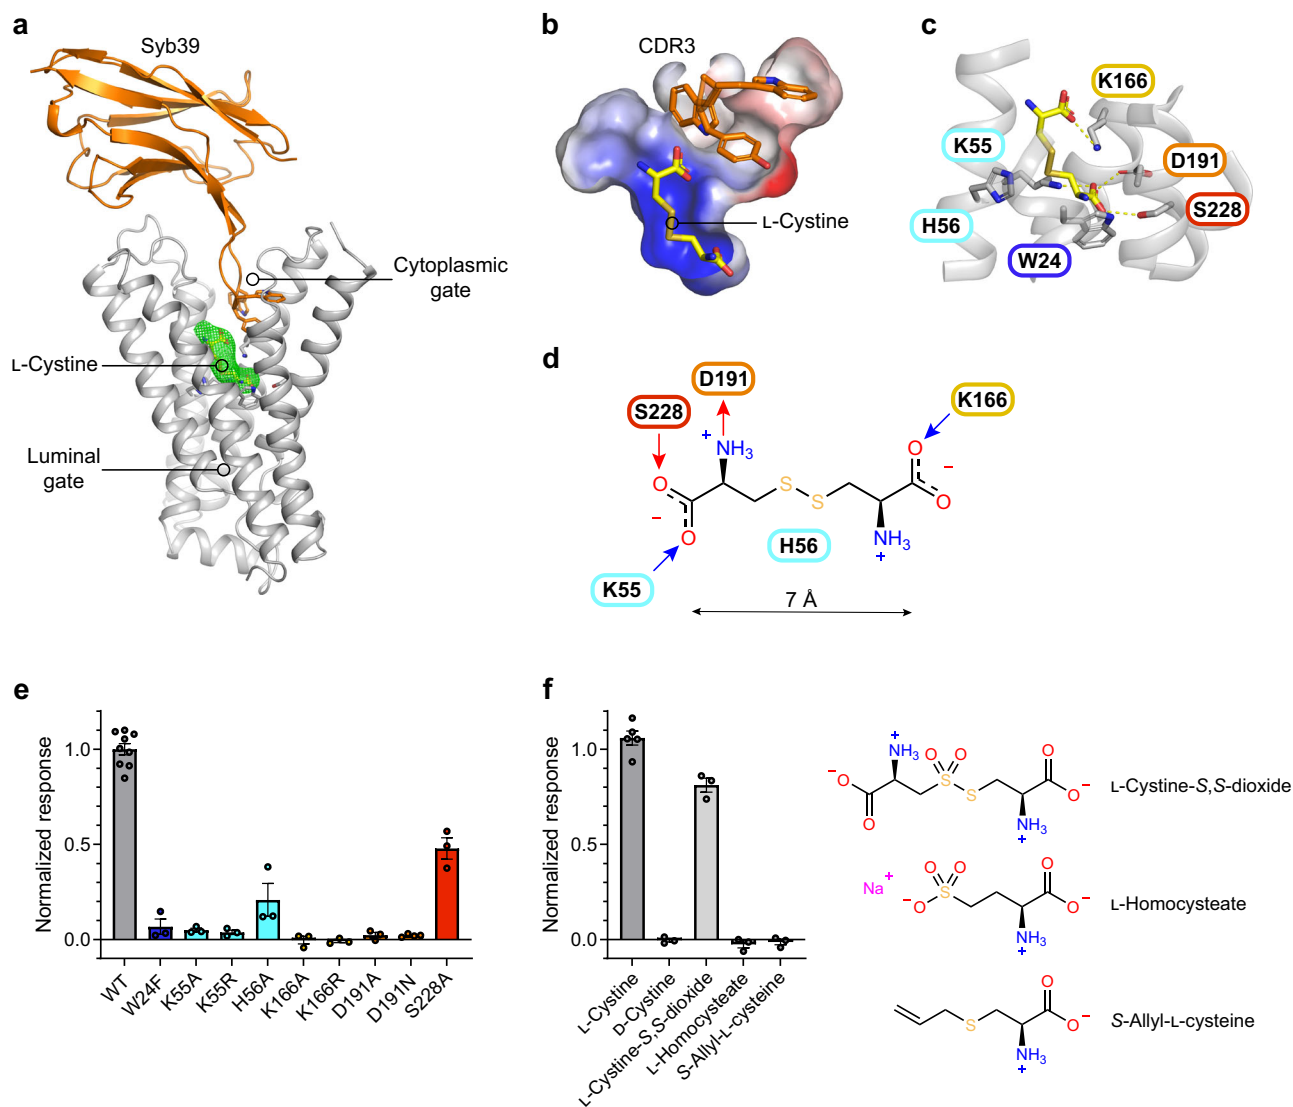 a
Syb39
Cytoplasmic
gate
L-Cystine
Luminal
gate
b
CDR3
L-Cystine
c
K166
K55
D191
H56
S228
W24
d
D191
S228
K166
+
NH3
O
−
O
S
S
O
−
O
H56
NH3
+
K55
7 Å
e
Normalized response
1.0
0.5
0.0
WT
W24F
K55A
K55R
H56A
K166A
K166R
D191A
D191N
S228A
f
Normalized response
1.0
0.5
0.0
L-Cystine
D-Cystine
L-Cystine-S,S-dioxide
L-Homocysteate
S-Allyl-L-cysteine
+
NH3
O O
O
−O
S
S
O−
O
NH3
+
L-Cystine-S,S-dioxide
Na+
O O
O
−O
S
O−
NH3
+
L-Homocysteate
O
S
O−
NH3
+
S-Allyl-L-cysteine